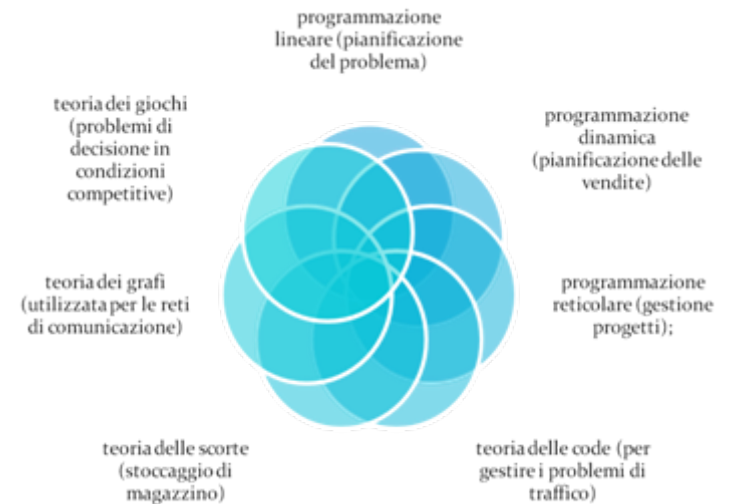 programmazione
lineare (pianificazione
del problema)
programmazione
dinamica
(pianificazione delle
vendite)
programmazione
reticolare (gestione
progetti);
teoria delle code (per
gestire i problemi di
traffico)
teoria delle scorte
(stoccaggio di
magazzino)
teoria dei grafi
(utilizzata per le reti
di comunicazione)
teoria dei giochi
(problemi di
decisione in
condizioni
competitive)